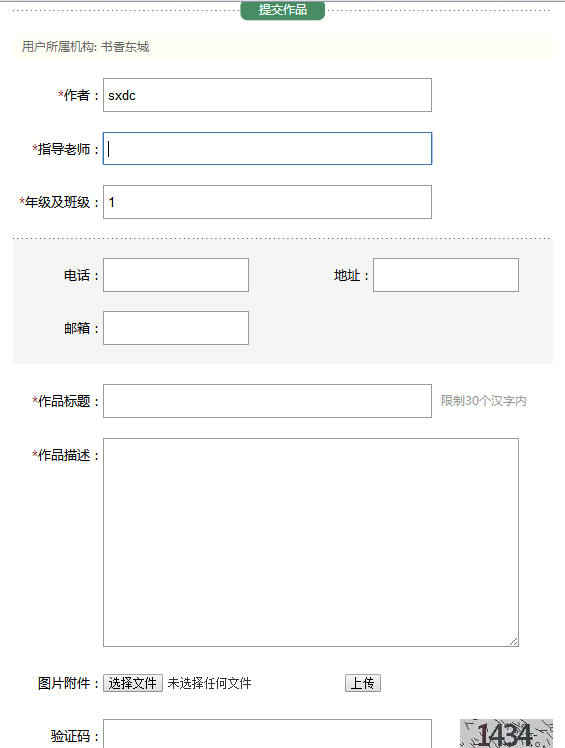 提交作品
用户所属机构: 书香东城
*作者： sxdc
*指导老师：
*年级及班级： 1
电话： 地址：
邮箱：
*作品标题： 限制30个汉字内
*作品描述：
图片附件： 选择文件 未选择任何文件 上传
验证码： 1434